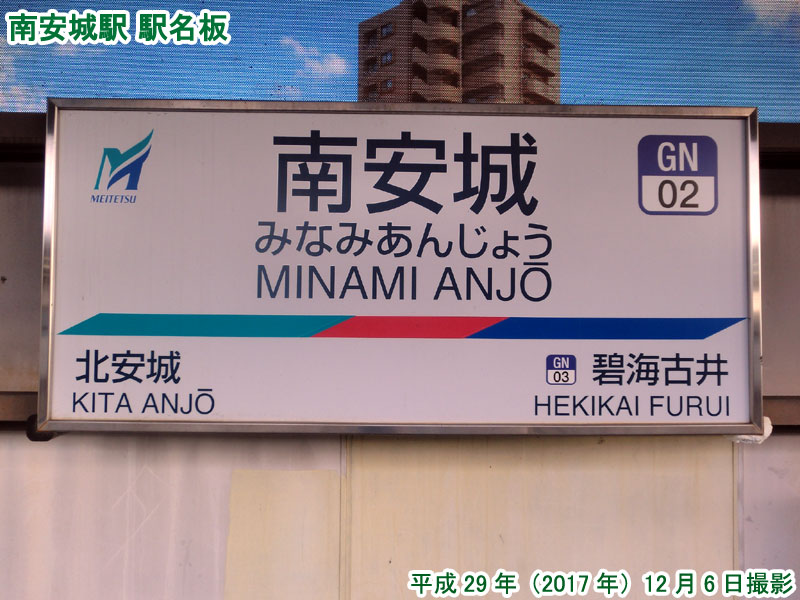 南安城駅 駅名板
MEITETSU
南安城
みなみあんじょう
MINAMI ANJŌ
GN
02
北安城
KITA ANJŌ
GN
03
碧海古井
HEKIKAI FURUI
平成29年（2017年）12月6日撮影